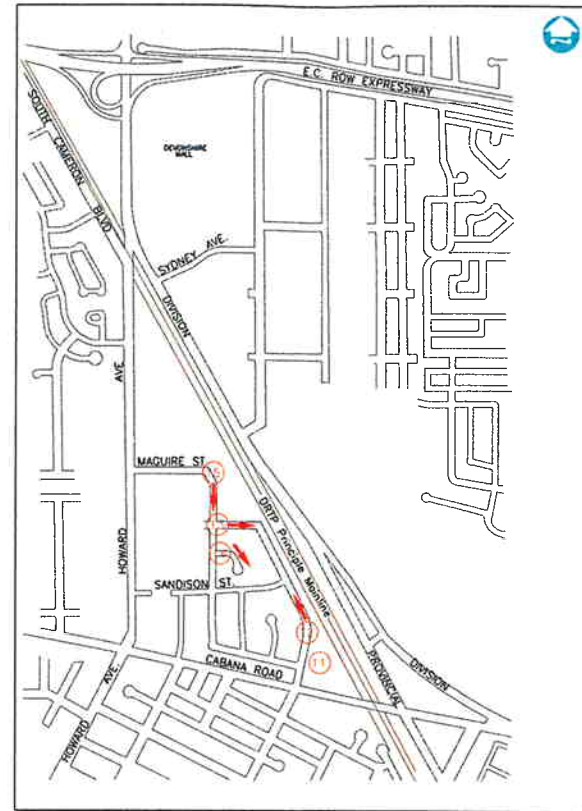 E.C. ROW EXPRESSWAY
SOUTH CAMERON BLVD
DEVONSHIRE
MALL
SYDNEY AVE.
DIVISION
AVE
HOWARD
MAGUIRE ST.
15
DRTP Principle Mainline
SANDISON ST.
11
CABANA ROAD
PROVINCIAL
DIVISION
AVE.
HOWARD